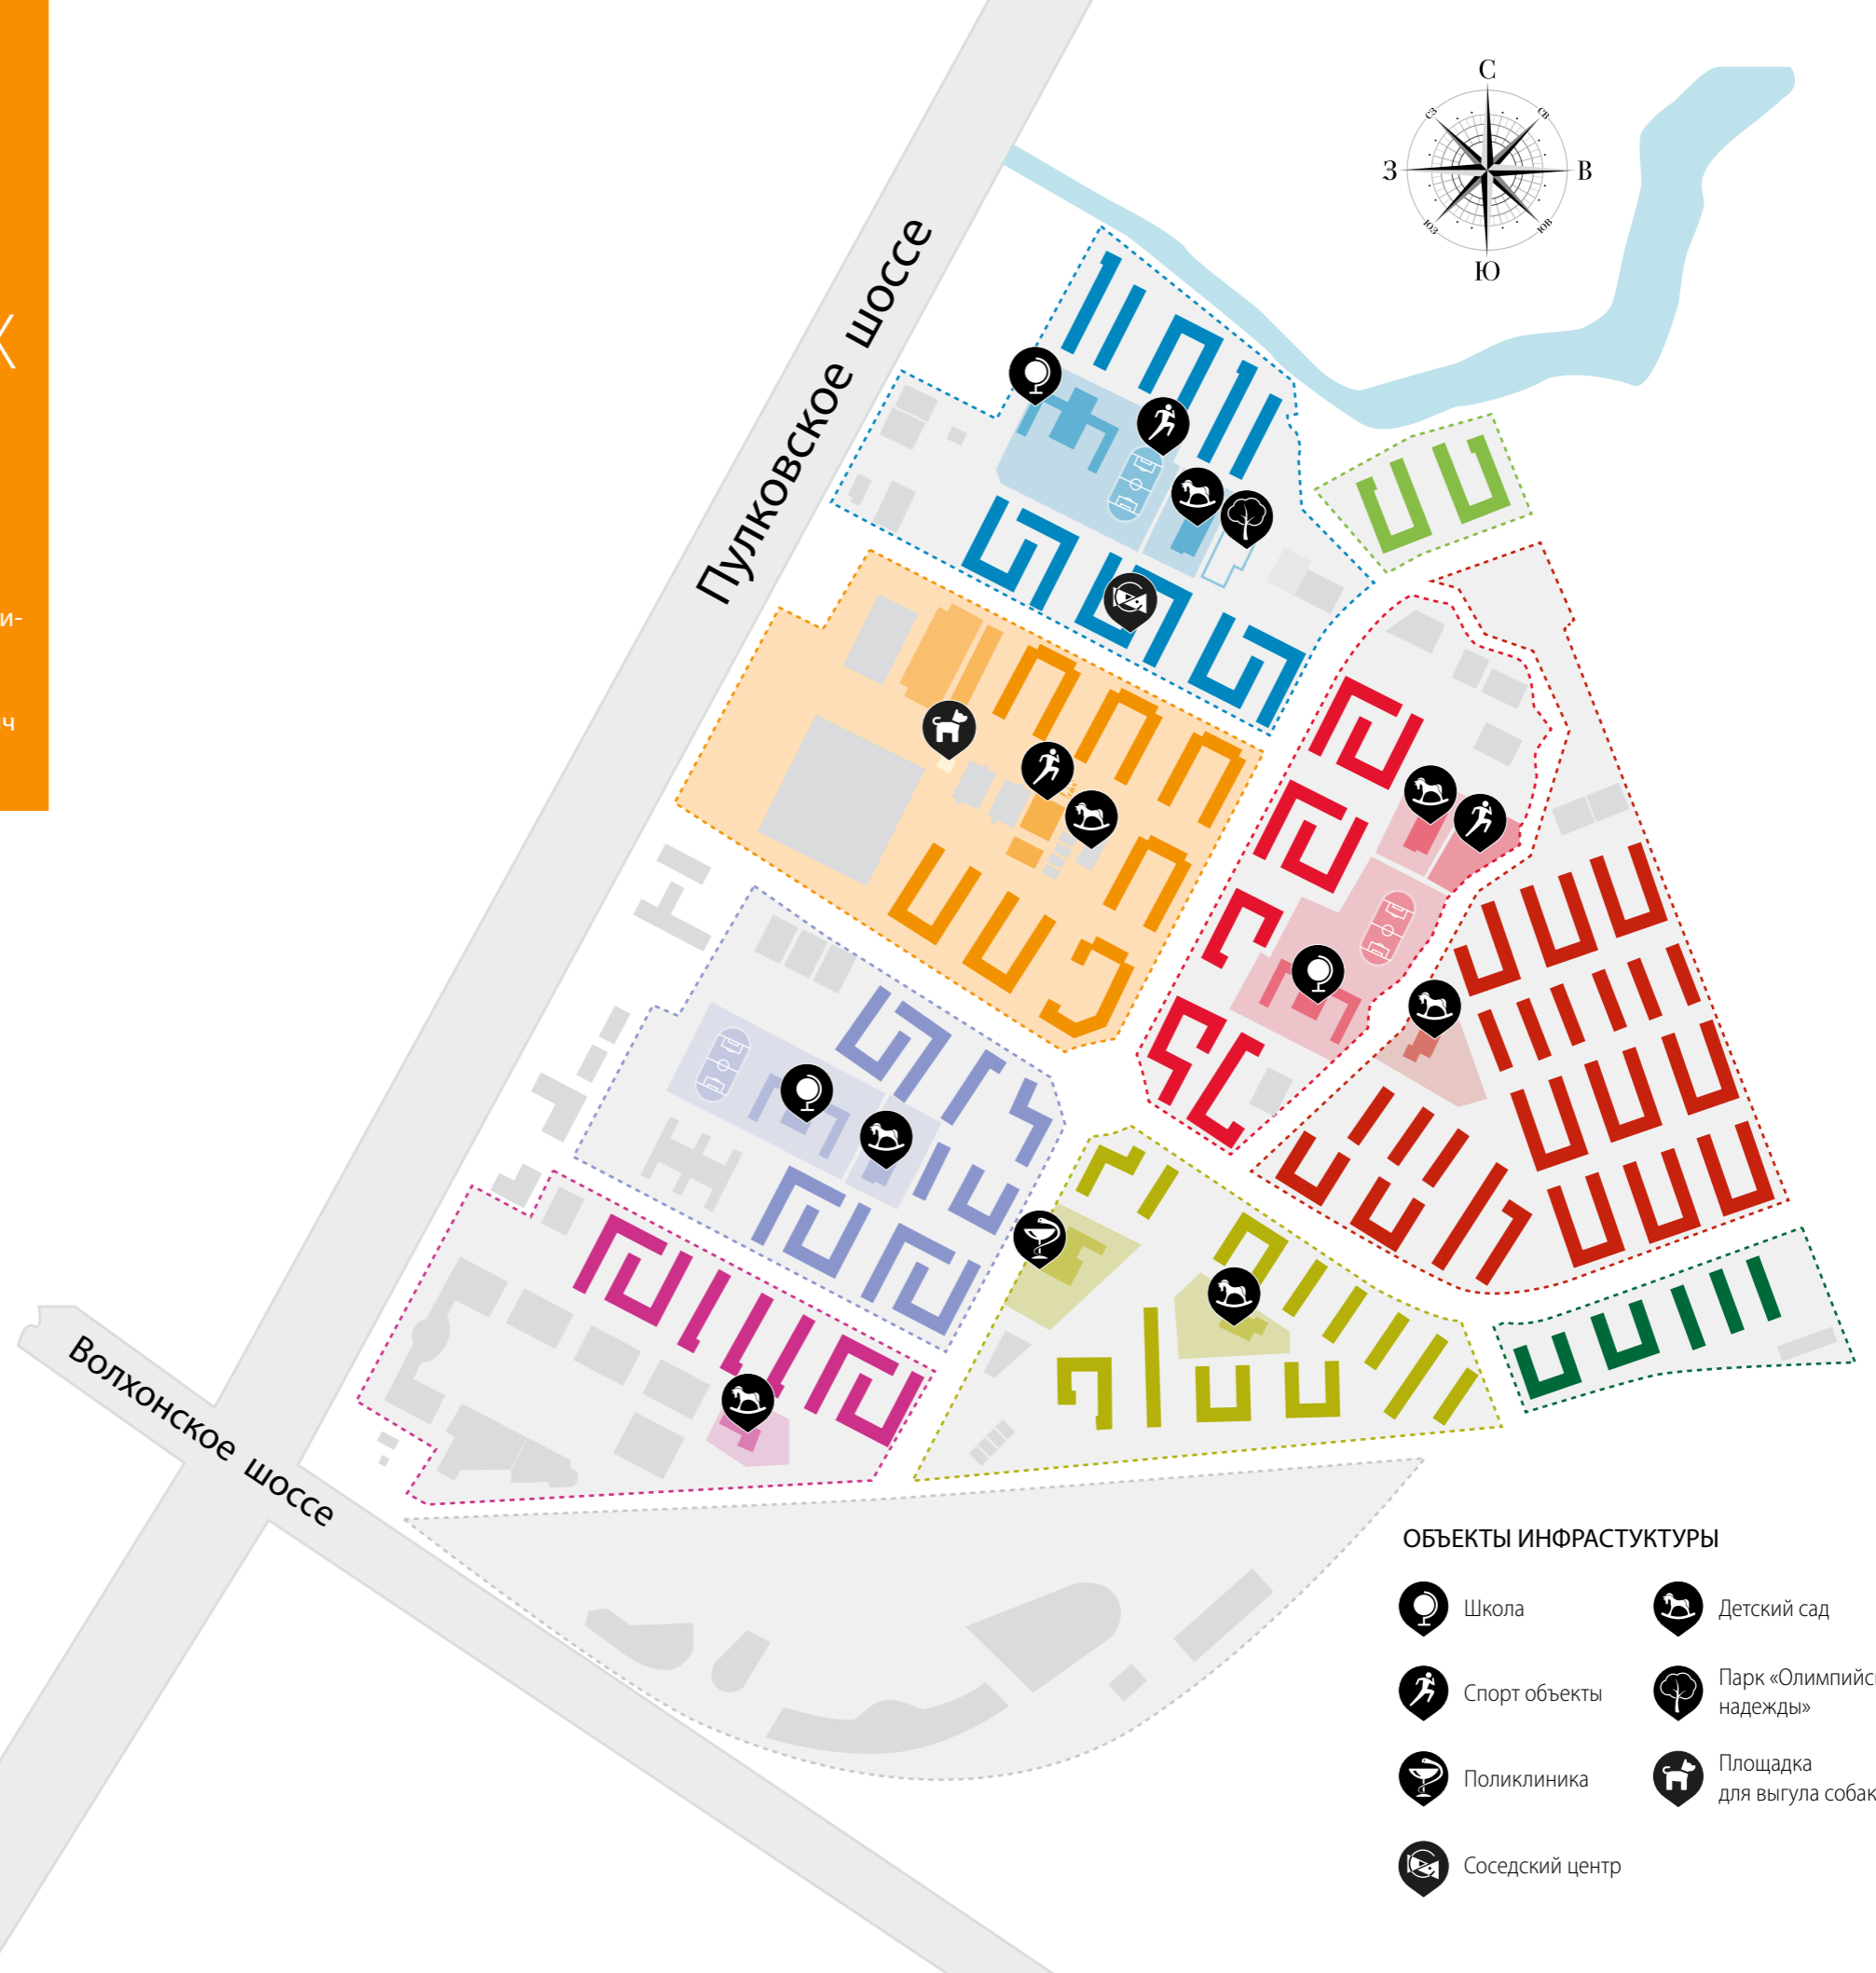 Х
и-
ч
С
СЗ
СВ
З
В
ЮЗ
ЮВ
Ю
Пулковское шоссе
Волхонское шоссе
ОБЪЕКТЫ ИНФРАСТУКТУРЫ
Школа
Детский сад
Спорт объекты
Парк «Олимпийс
надежды»
Поликлиника
Площадка
для выгула собак
Соседский центр